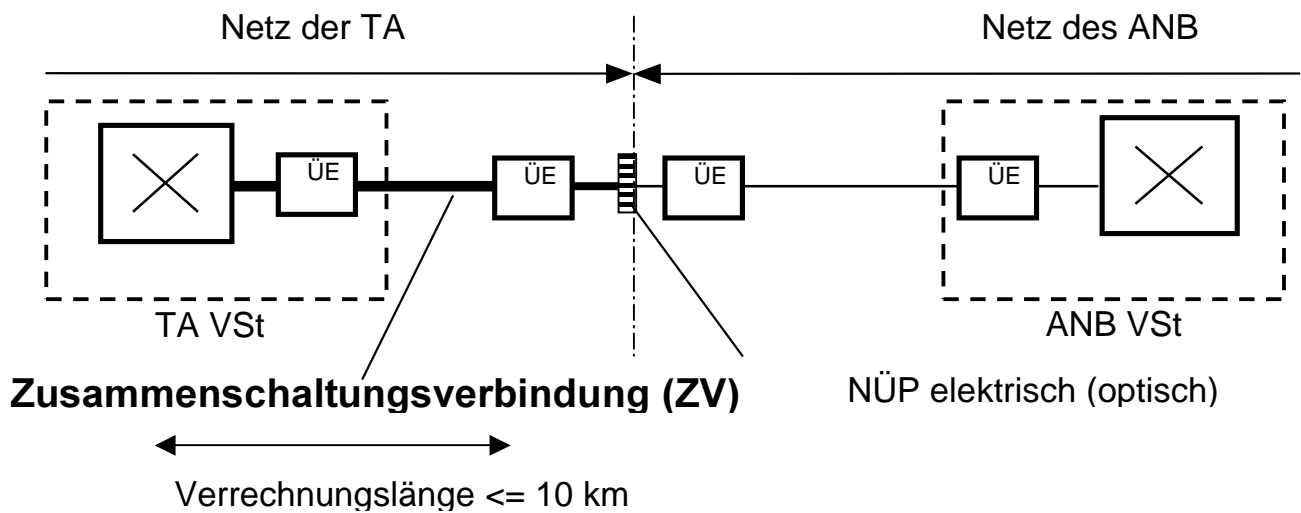 Netz der TA
Netz des ANB
ÜE
ÜE
ÜE
ÜE
TA VSt
ANB VSt
Zusammenschaltungsverbindung (ZV)
NÜP elektrisch (optisch)
Verrechnungslänge <= 10 km